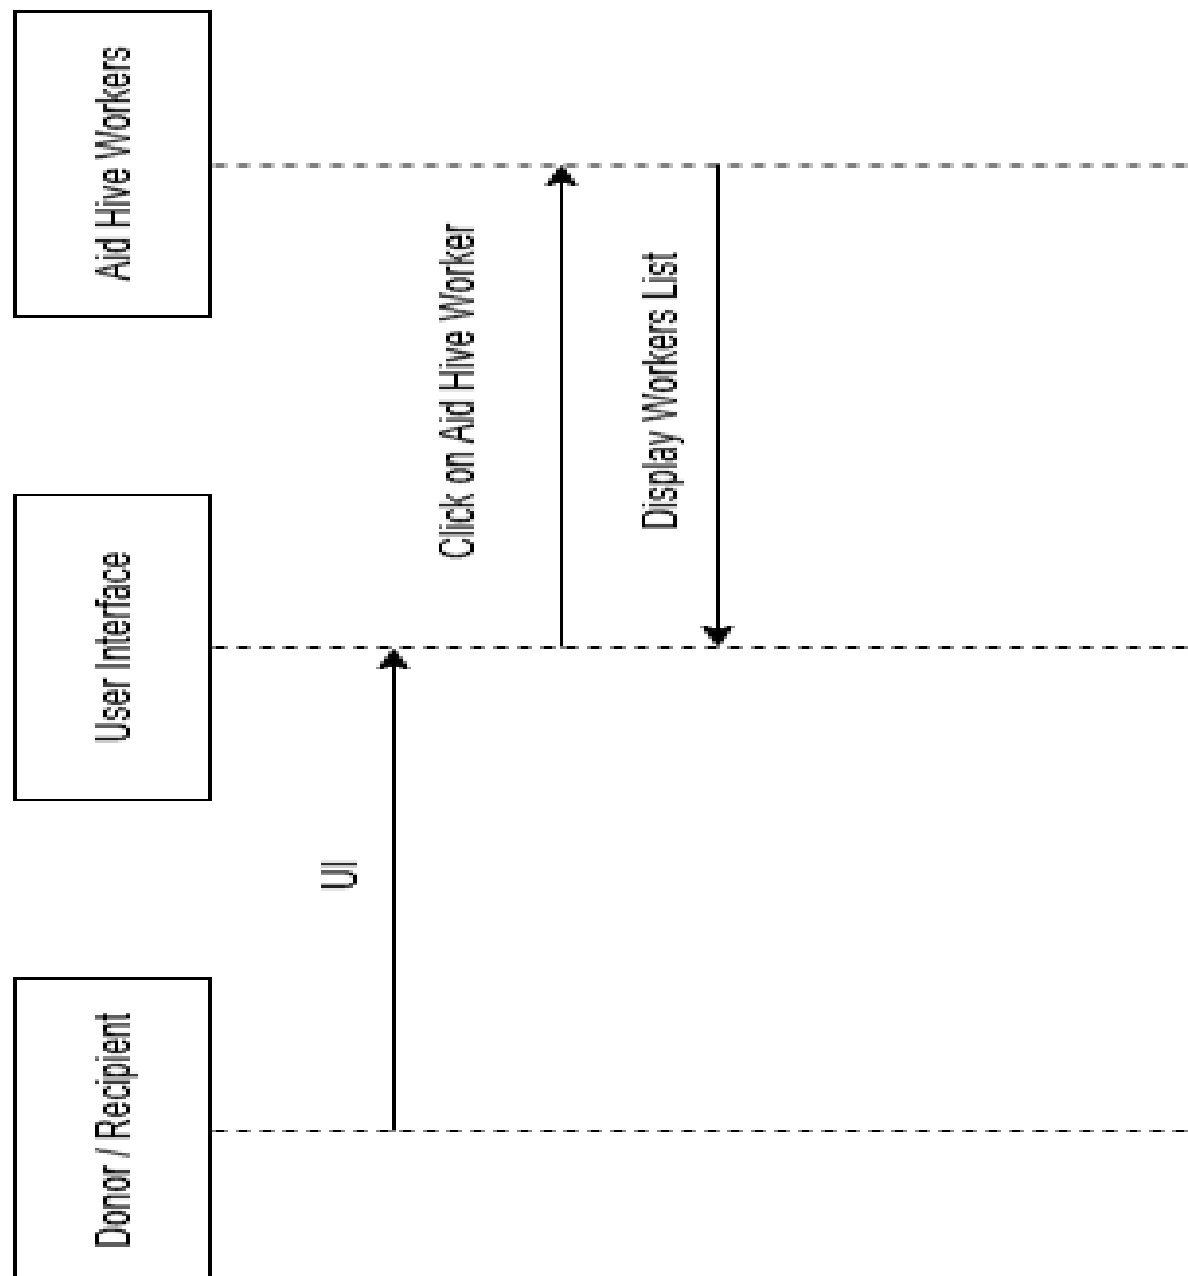 Donor / Recipient
User Interface
Aid Hive Workers
UI
Click on Aid Hive Worker
Display Workers List